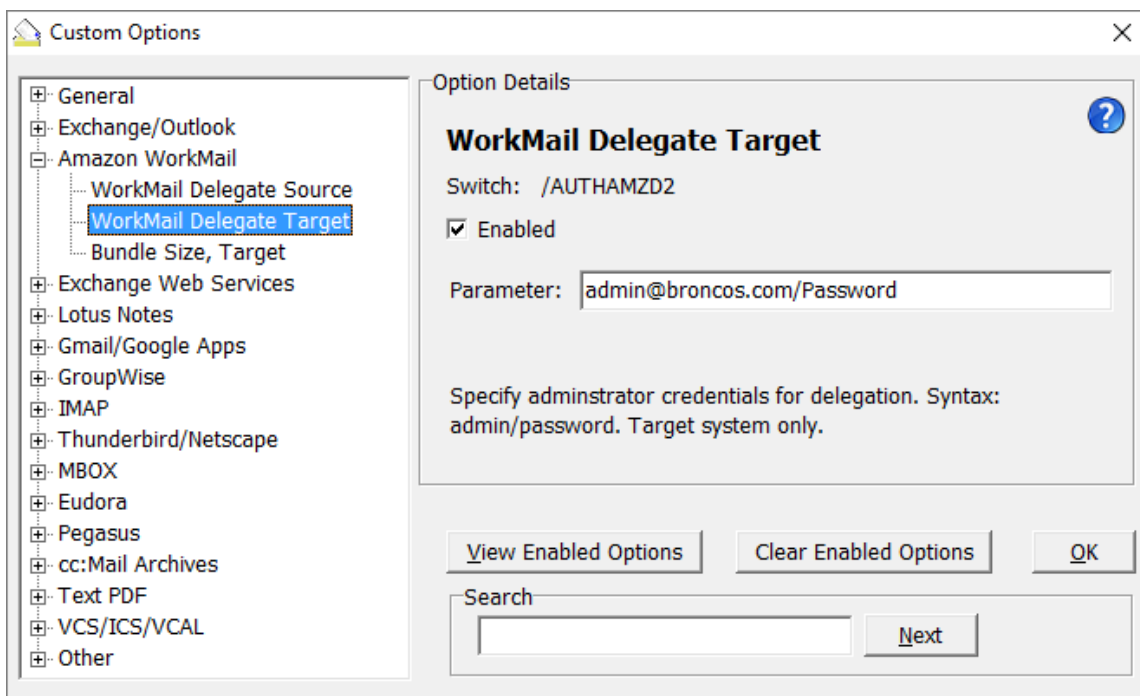 Custom Options
General
Exchange/Outlook
Amazon WorkMail
WorkMail Delegate Source
WorkMail Delegate Target
Bundle Size, Target
Exchange Web Services
Lotus Notes
Gmail/Google Apps
GroupWise
IMAP
Thunderbird/Netscape
MBOX
Eudora
Pegasus
cc:Mail Archives
Text PDF
VCS/ICS/VCAL
Other
Option Details
?
WorkMail Delegate Target
Switch: /AUTHAMZD2
Enabled
Parameter: admin@broncos.com/Password
Specify adminstrator credentials for delegation. Syntax:
admin/password. Target system only.
View Enabled Options Clear Enabled Options OK
Search
Next